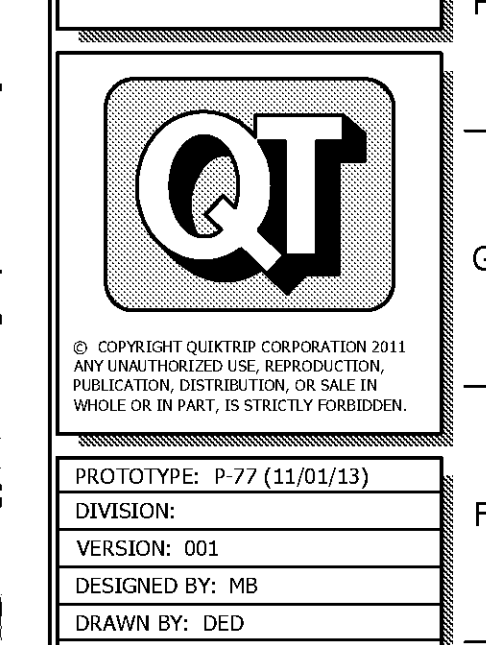 QT
© COPYRIGHT QUIKTRIP CORPORATION 2011
ANY UNAUTHORIZED USE, REPRODUCTION,
PUBLICATION, DISTRIBUTION, OR SALE IN
WHOLE OR IN PART, IS STRICTLY FORBIDDEN.
PROTOTYPE: P-77 (11/01/13)
DIVISION:
VERSION: 001
DESIGNED BY: MB
DRAWN BY: DED